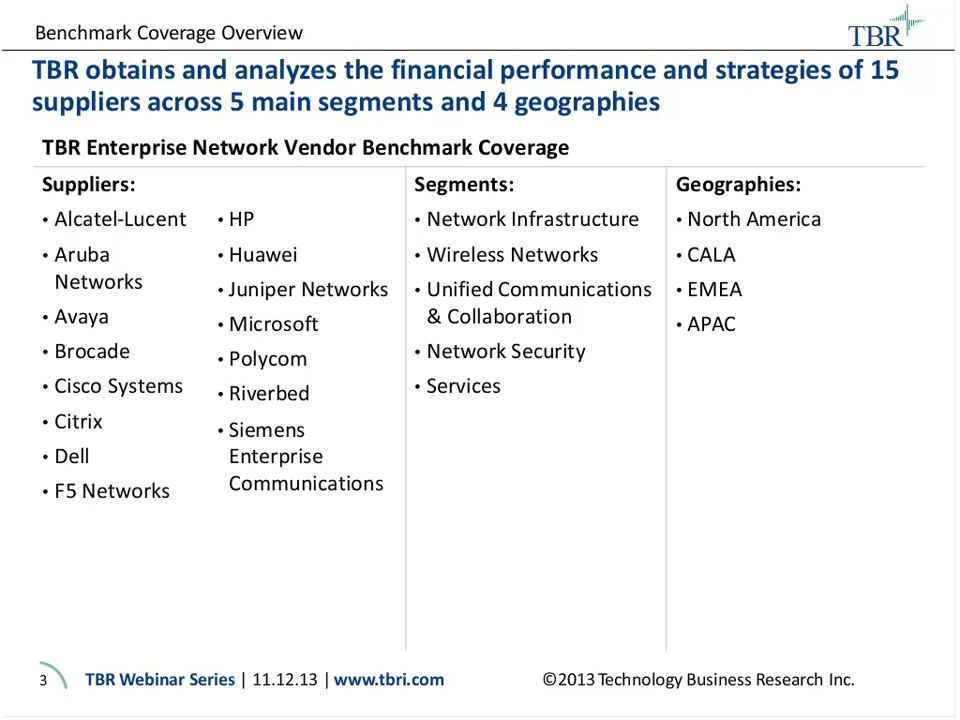 Benchmark Coverage Overview
TBR
TBR obtains and analyzes the financial performance and strategies of 15
suppliers across 5 main segments and 4 geographies
TBR Enterprise Network Vendor Benchmark Coverage
Suppliers:
• Alcatel-Lucent
• Aruba
Networks
• Avaya
• Brocade
• Cisco Systems
• Citrix
• Dell
• F5 Networks
• HP
• Huawei
• Juniper Networks
• Microsoft
• Polycom
• Riverbed
• Siemens
Enterprise
Communications
Segments:
• Network Infrastructure
• Wireless Networks
• Unified Communications
& Collaboration
• Network Security
• Services
Geographies:
• North America
• CALA
• EMEA
• APAC
3
TBR Webinar Series | 11.12.13 | www.tbri.com
©2013 Technology Business Research Inc.